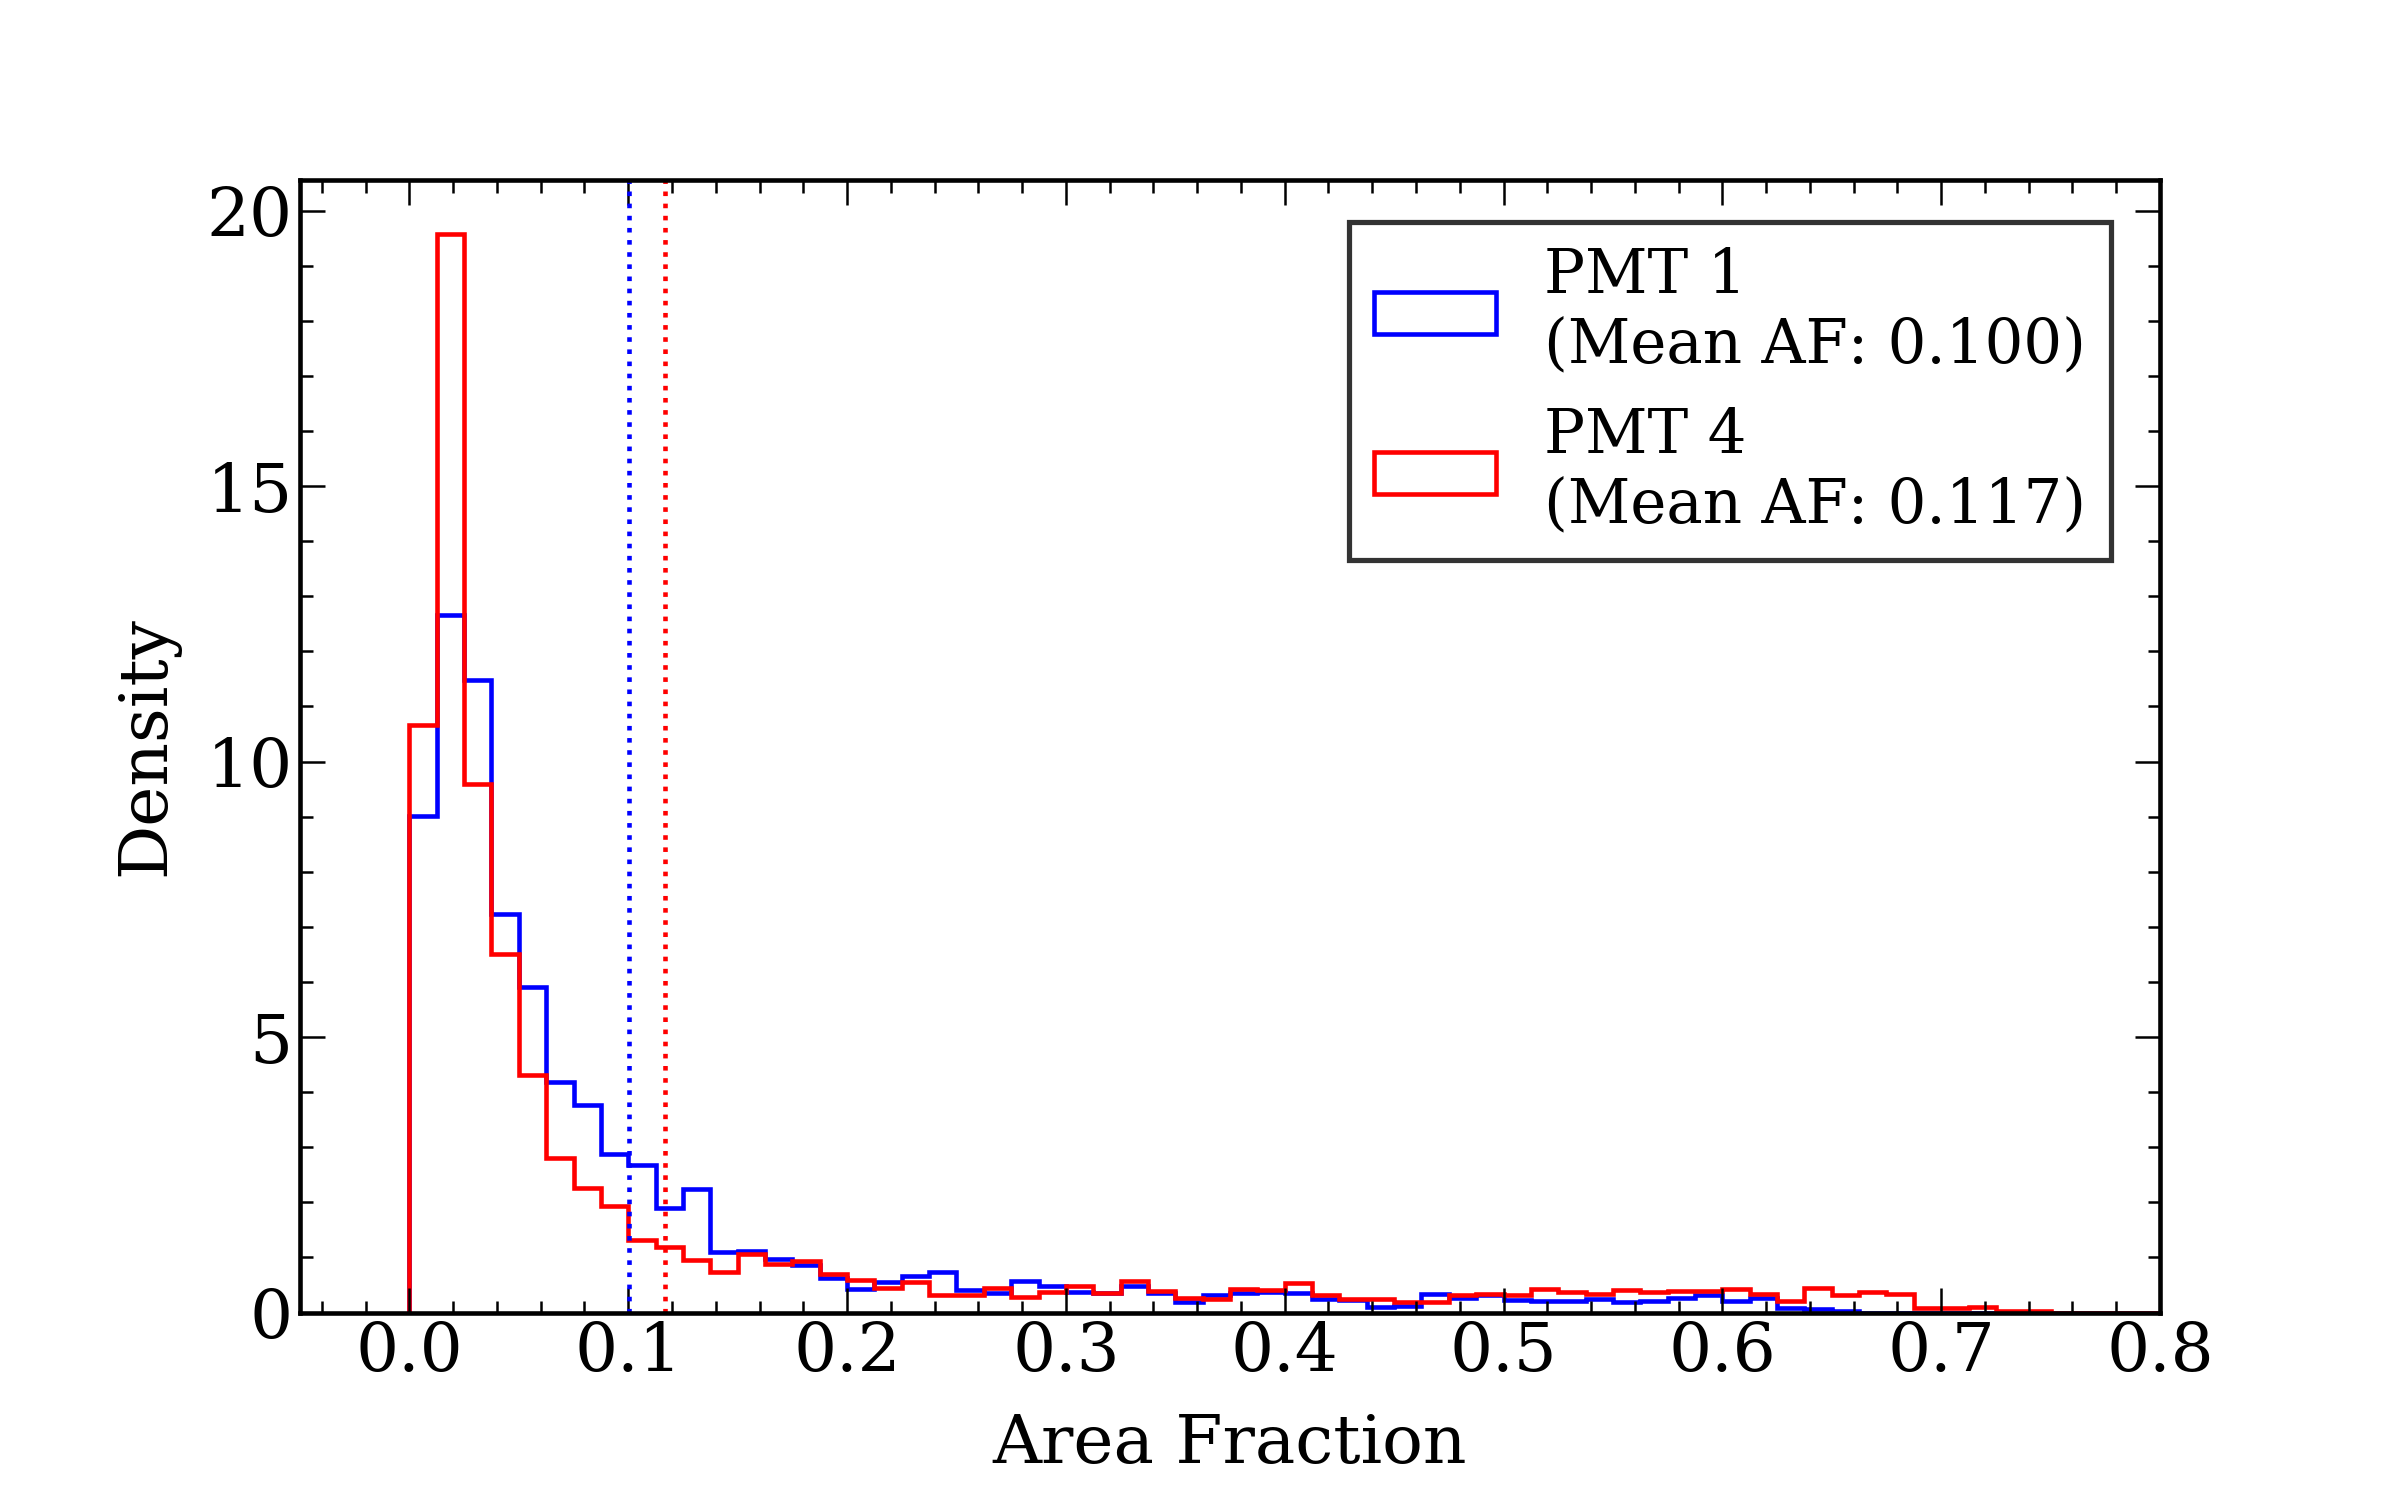 20
15
10
5
0
Density
PMT 1
(Mean AF: 0.100)
PMT 4
(Mean AF: 0.117)
0.0 0.1 0.2 0.3 0.4 0.5 0.6 0.7 0.8
Area Fraction